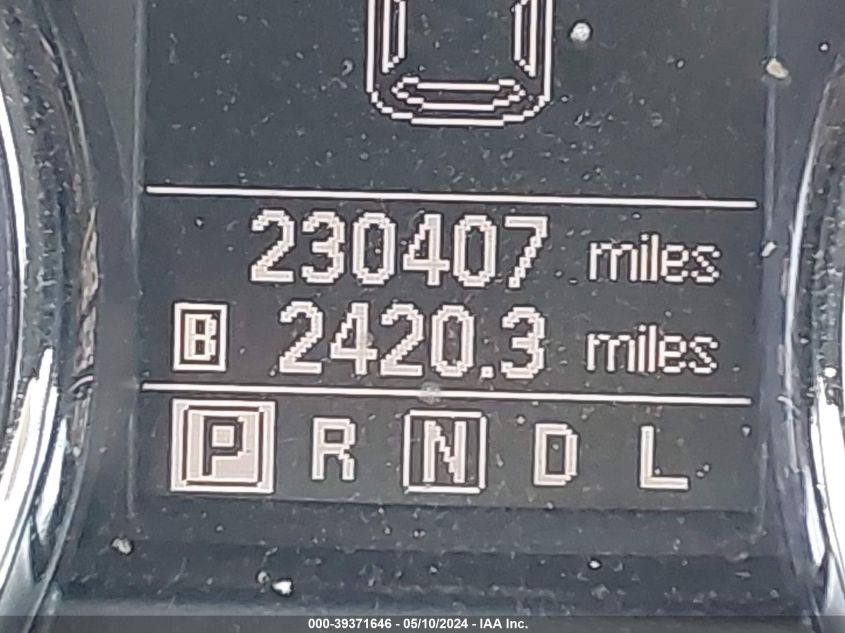 230407 miles
B 2420.3 miles
P R N D L
000-39371646 - 05/10/2024 - IAA Inc.